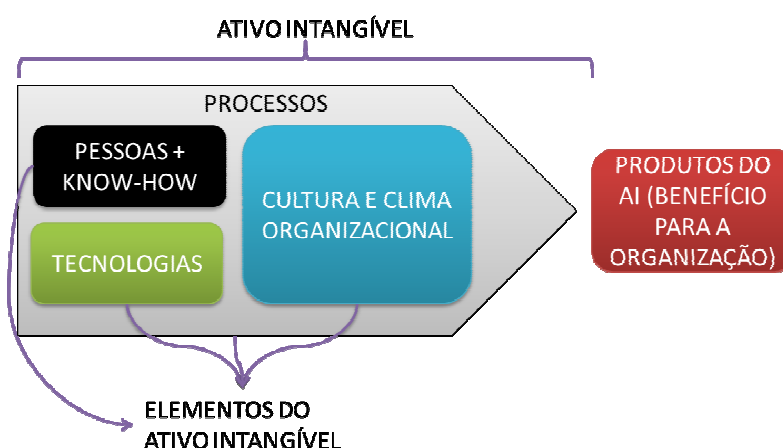 ATIVO INTANGÍVEL
PROCESSOS
PESSOAS +
KNOW-HOW
TECNOLOGIAS
CULTURA E CLIMA
ORGANIZACIONAL
PRODUTOS DO
AI (BENEFÍCIO
PARA A
ORGANIZAÇÃO)
ELEMENTOS DO
ATIVO INTANGÍVEL